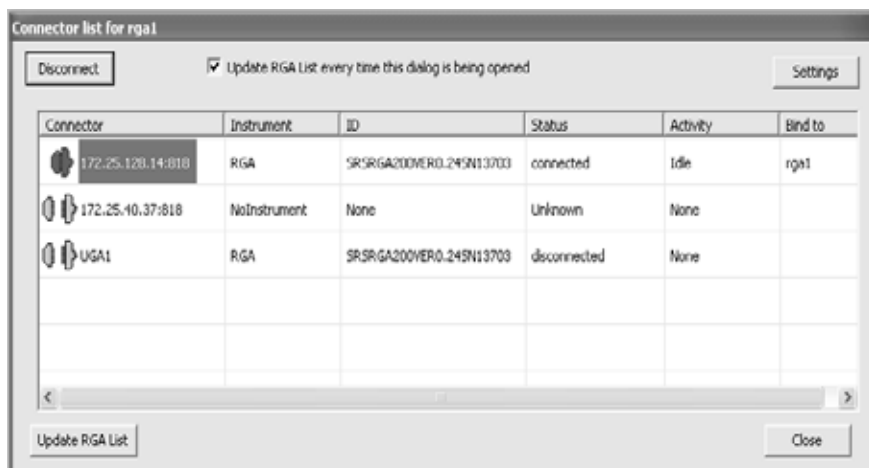 Connector list for rga1
Disconnect Update RGA List every time this dialog is being opened Settings
Connector Instrument ID Status Activity Bind to
172.25.128.14:818 RGA SRSRGA200VER0.24SN13703 connected Idle rga1
172.25.40.37:818 NoInstrument None Unknown None
UGA1 RGA SRSRGA200VER0.24SN13703 disconnected None
Update RGA List Close